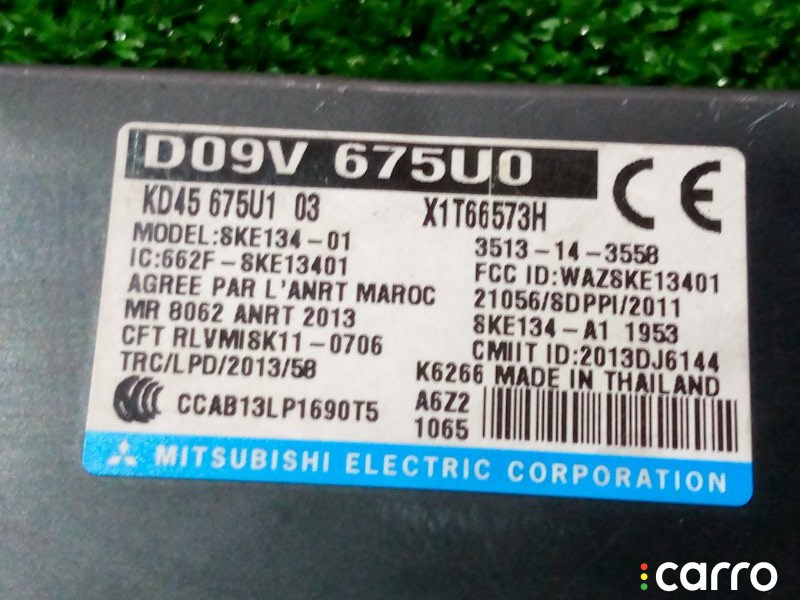 D09V 675U0
KD45 675U1 03
X1T66573H
CE
MODEL:SKE134-01
3513-14-3558
IC:662F-SKE13401
FCC ID:WAZSKE13401
AGREE PAR L'ANRT MAROC
21056/SDPPI/2011
MR 8062 ANRT 2013
SKE134-A1 1953
CFT RLVMISK11-0706
CMIIT ID:2013DJ6144
TRC/LPD/2013/58
K6266 MADE IN THAILAND
CCAB13LP1690T5
A6Z2
1065
MITSUBISHI ELECTRIC CORPORATION
carro